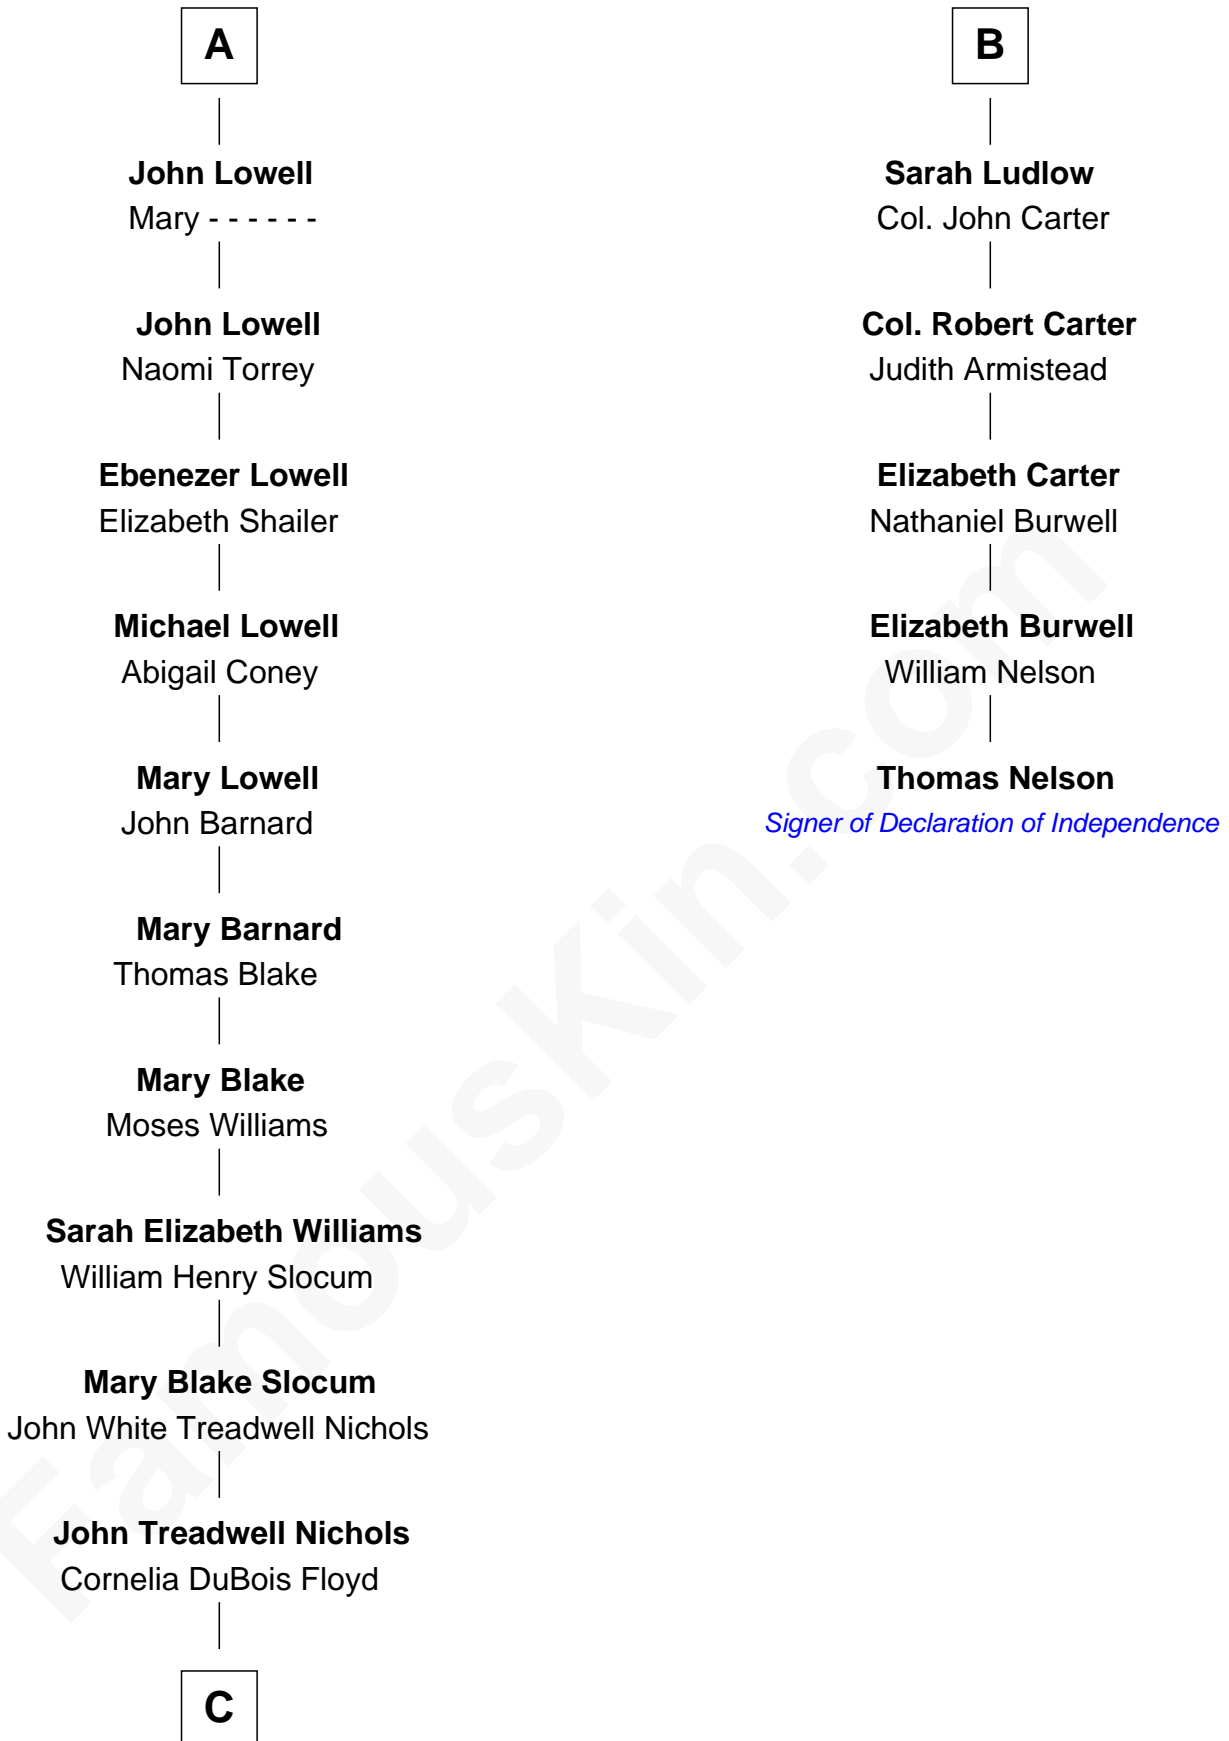 A
John Lowell
Mary - - - - - -
John Lowell
Naomi Torrey
Ebenezer Lowell
Elizabeth Shailer
Michael Lowell
Abigail Coney
Mary Lowell
John Barnard
Mary Barnard
Thomas Blake
Mary Blake
Moses Williams
Sarah Elizabeth Williams
William Henry Slocum
Mary Blake Slocum
John White Treadwell Nichols
John Treadwell Nichols
Cornelia DuBois Floyd
C
B
Sarah Ludlow
Col. John Carter
Col. Robert Carter
Judith Armistead
Elizabeth Carter
Nathaniel Burwell
Elizabeth Burwell
William Nelson
Thomas Nelson
Signer of Declaration of Independence
FamousKin.com